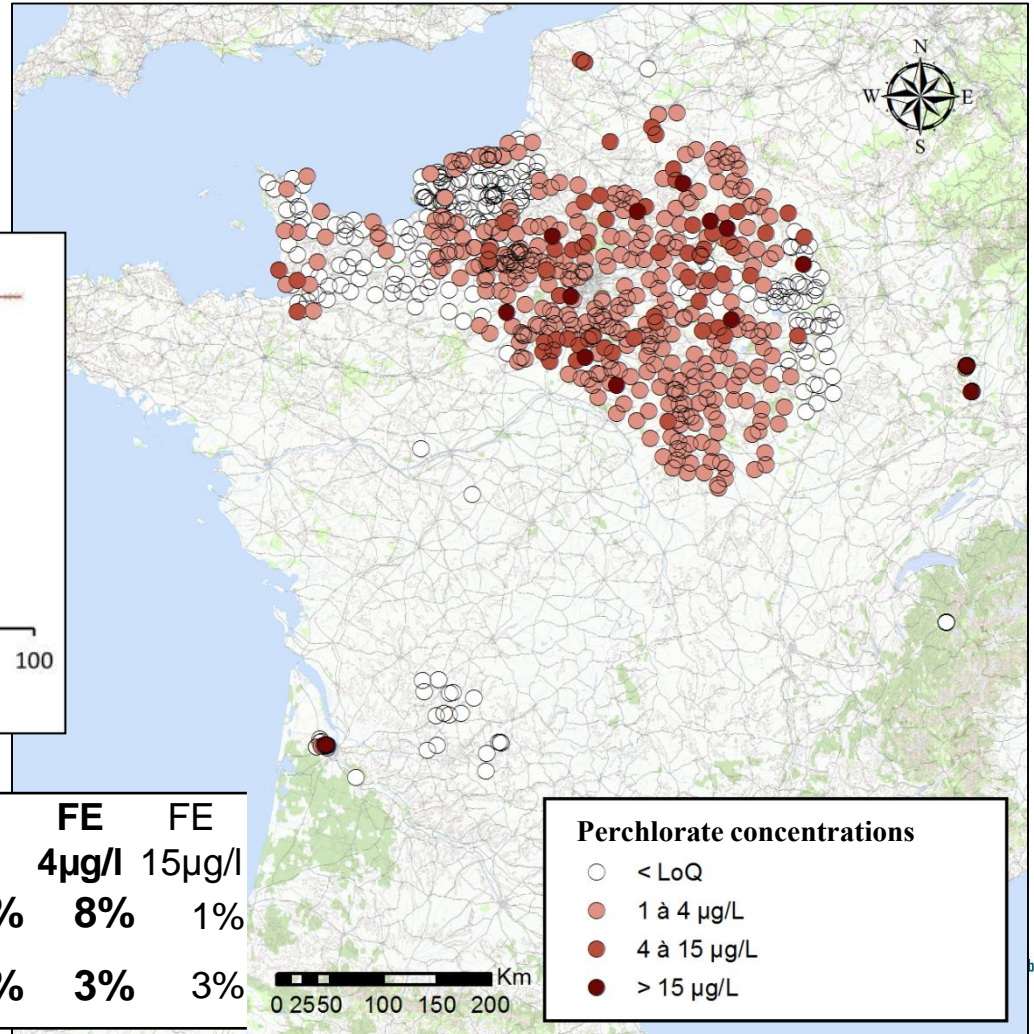 N
W E
S
100
FE FE
4µg/l 15µg/l
% 8% 1%
% 3% 3%
Km
0 25 50 100 150 200
Perchlorate concentrations
< LoQ
1 à 4 µg/L
4 à 15 µg/L
> 15 µg/L